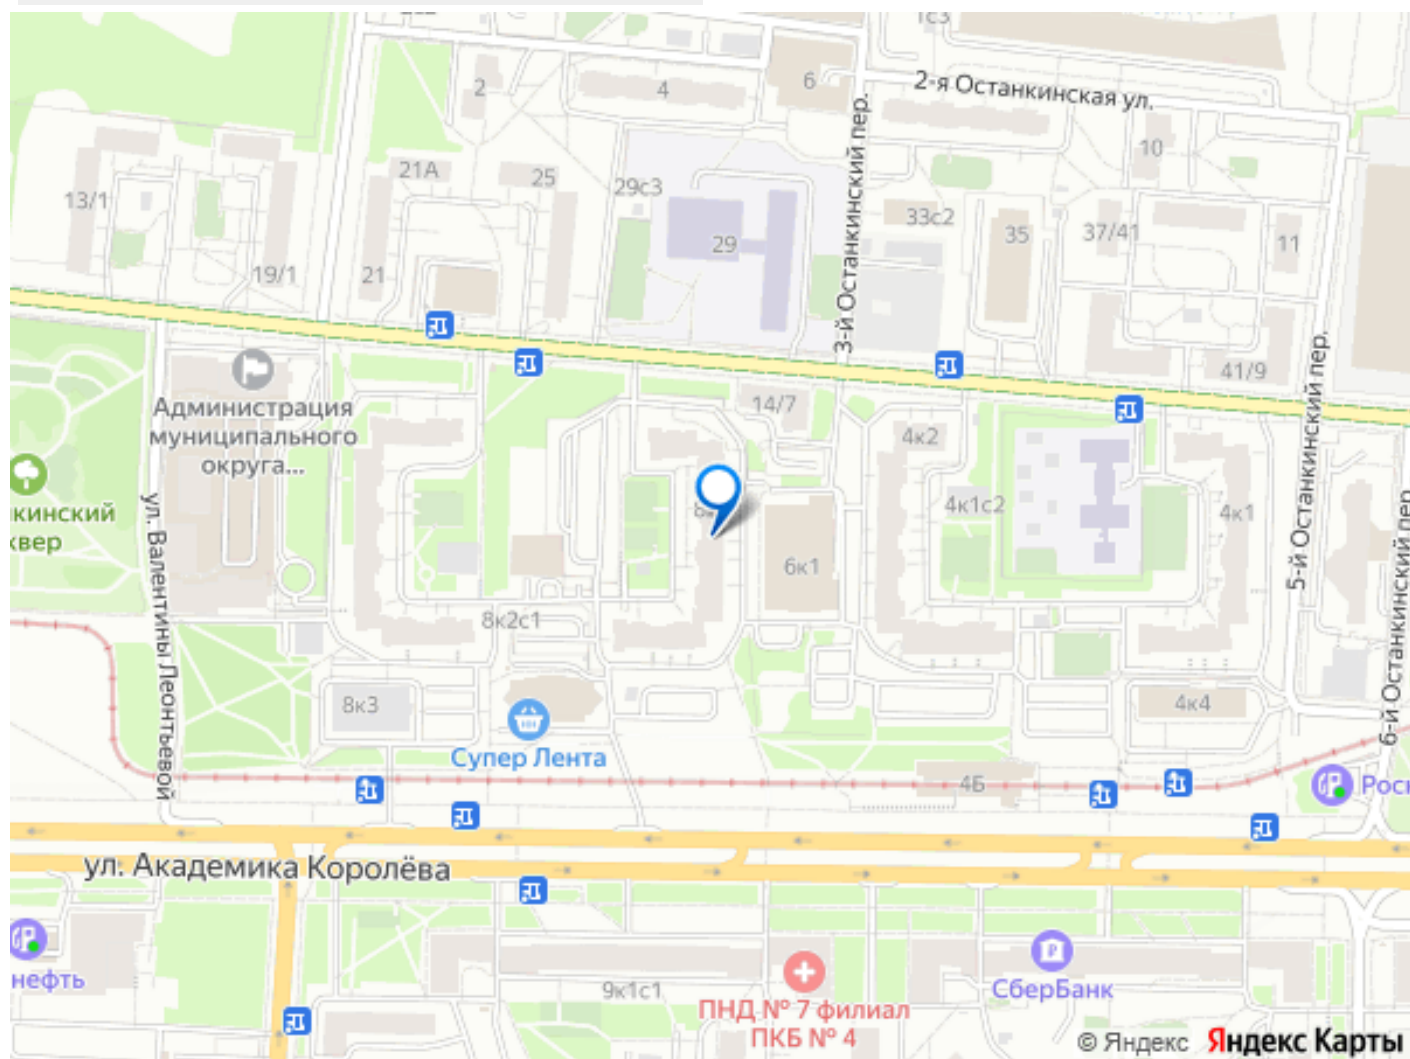 1с3
2-я Останкинская ул.
2
4
6
3-й Останкинский пер.
10
21А
25
29с3
13/1
33с2
35
37/41
11
29
19/1
21
5-й Останкинский пер.
41/9
Администрация
муниципального
округа...
14/7
4к2
4к1с2
4к1
6к1
кинский
квер
ул. Валентины Леонтьевой
6-й Останкинский пер
8к2с1
8к3
Супер Лента
4к4
4Б
Рос
ул. Академика Королёва
нефть
9к1с1
ПНД № 7 филиал
ПКБ № 4
СберБанк
© Яндекс Яндекс Карты